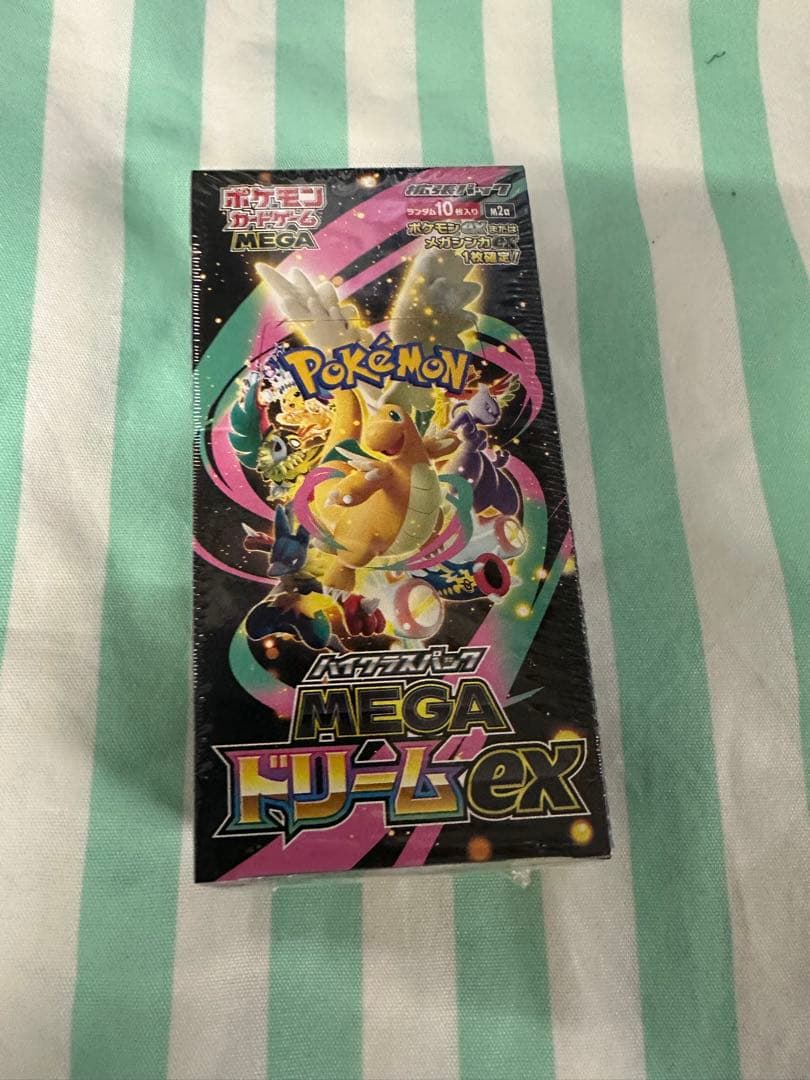 ポケモン
カードゲーム
MEGA
拡張パック
ランダム10枚入り M2a
ポケモンexまたは
メガシンカex
1枚確定!
POKéMON
ハイクラスパック
MEGA
ドリームex